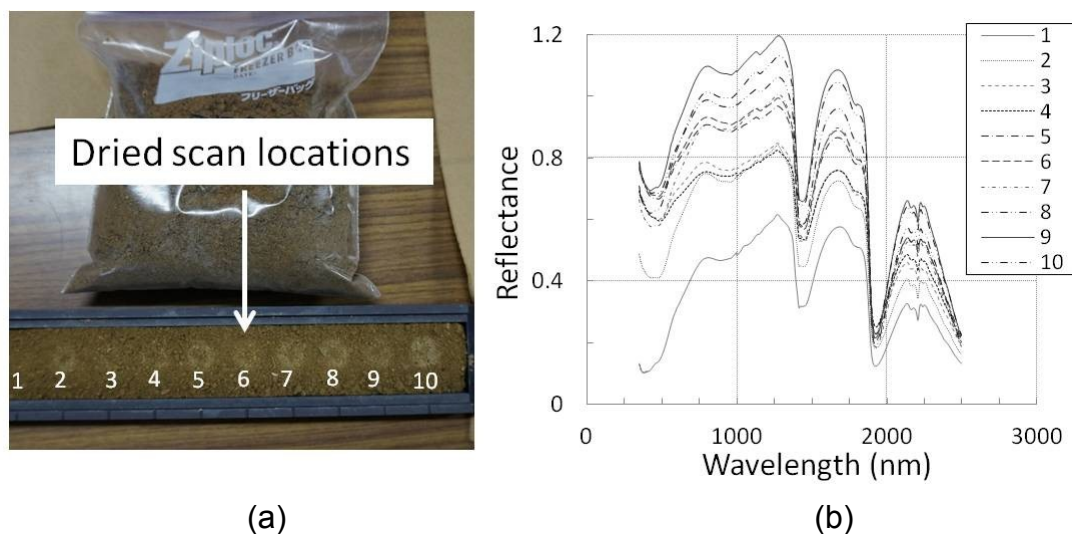 Ziploc
FREEZER BAG
フリーザーバッグ
Dried scan locations
1 2 3 4 5 6 7 8 9 10
(a)
1.2
0.8
0.4
0
Reflectance
0 1000 2000 3000
Wavelength (nm)
1
2
3
4
5
6
7
8
9
10
(b)